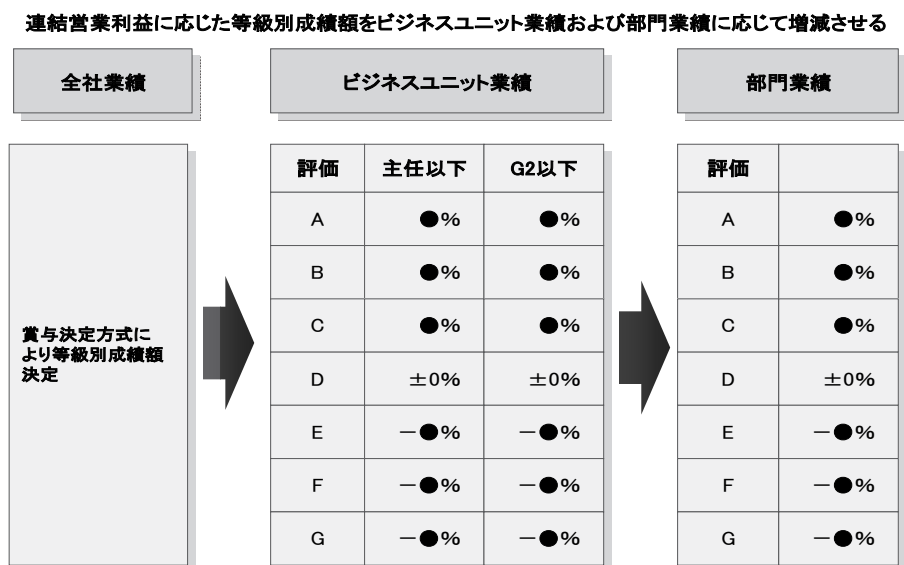 連結営業利益に応じた等級別成績額をビジネスユニット業績および部門業績に応じて増減させる
全社業績
ビジネスユニット業績
部門業績
賞与決定方式に
より等級別成績額
決定
評価 主任以下 G2以下
A ●% ●%
B ●% ●%
C ●% ●%
D ±0% ±0%
E －●% －●%
F －●% －●%
G －●% －●%
評価
A ●%
B ●%
C ●%
D ±0%
E －●%
F －●%
G －●%